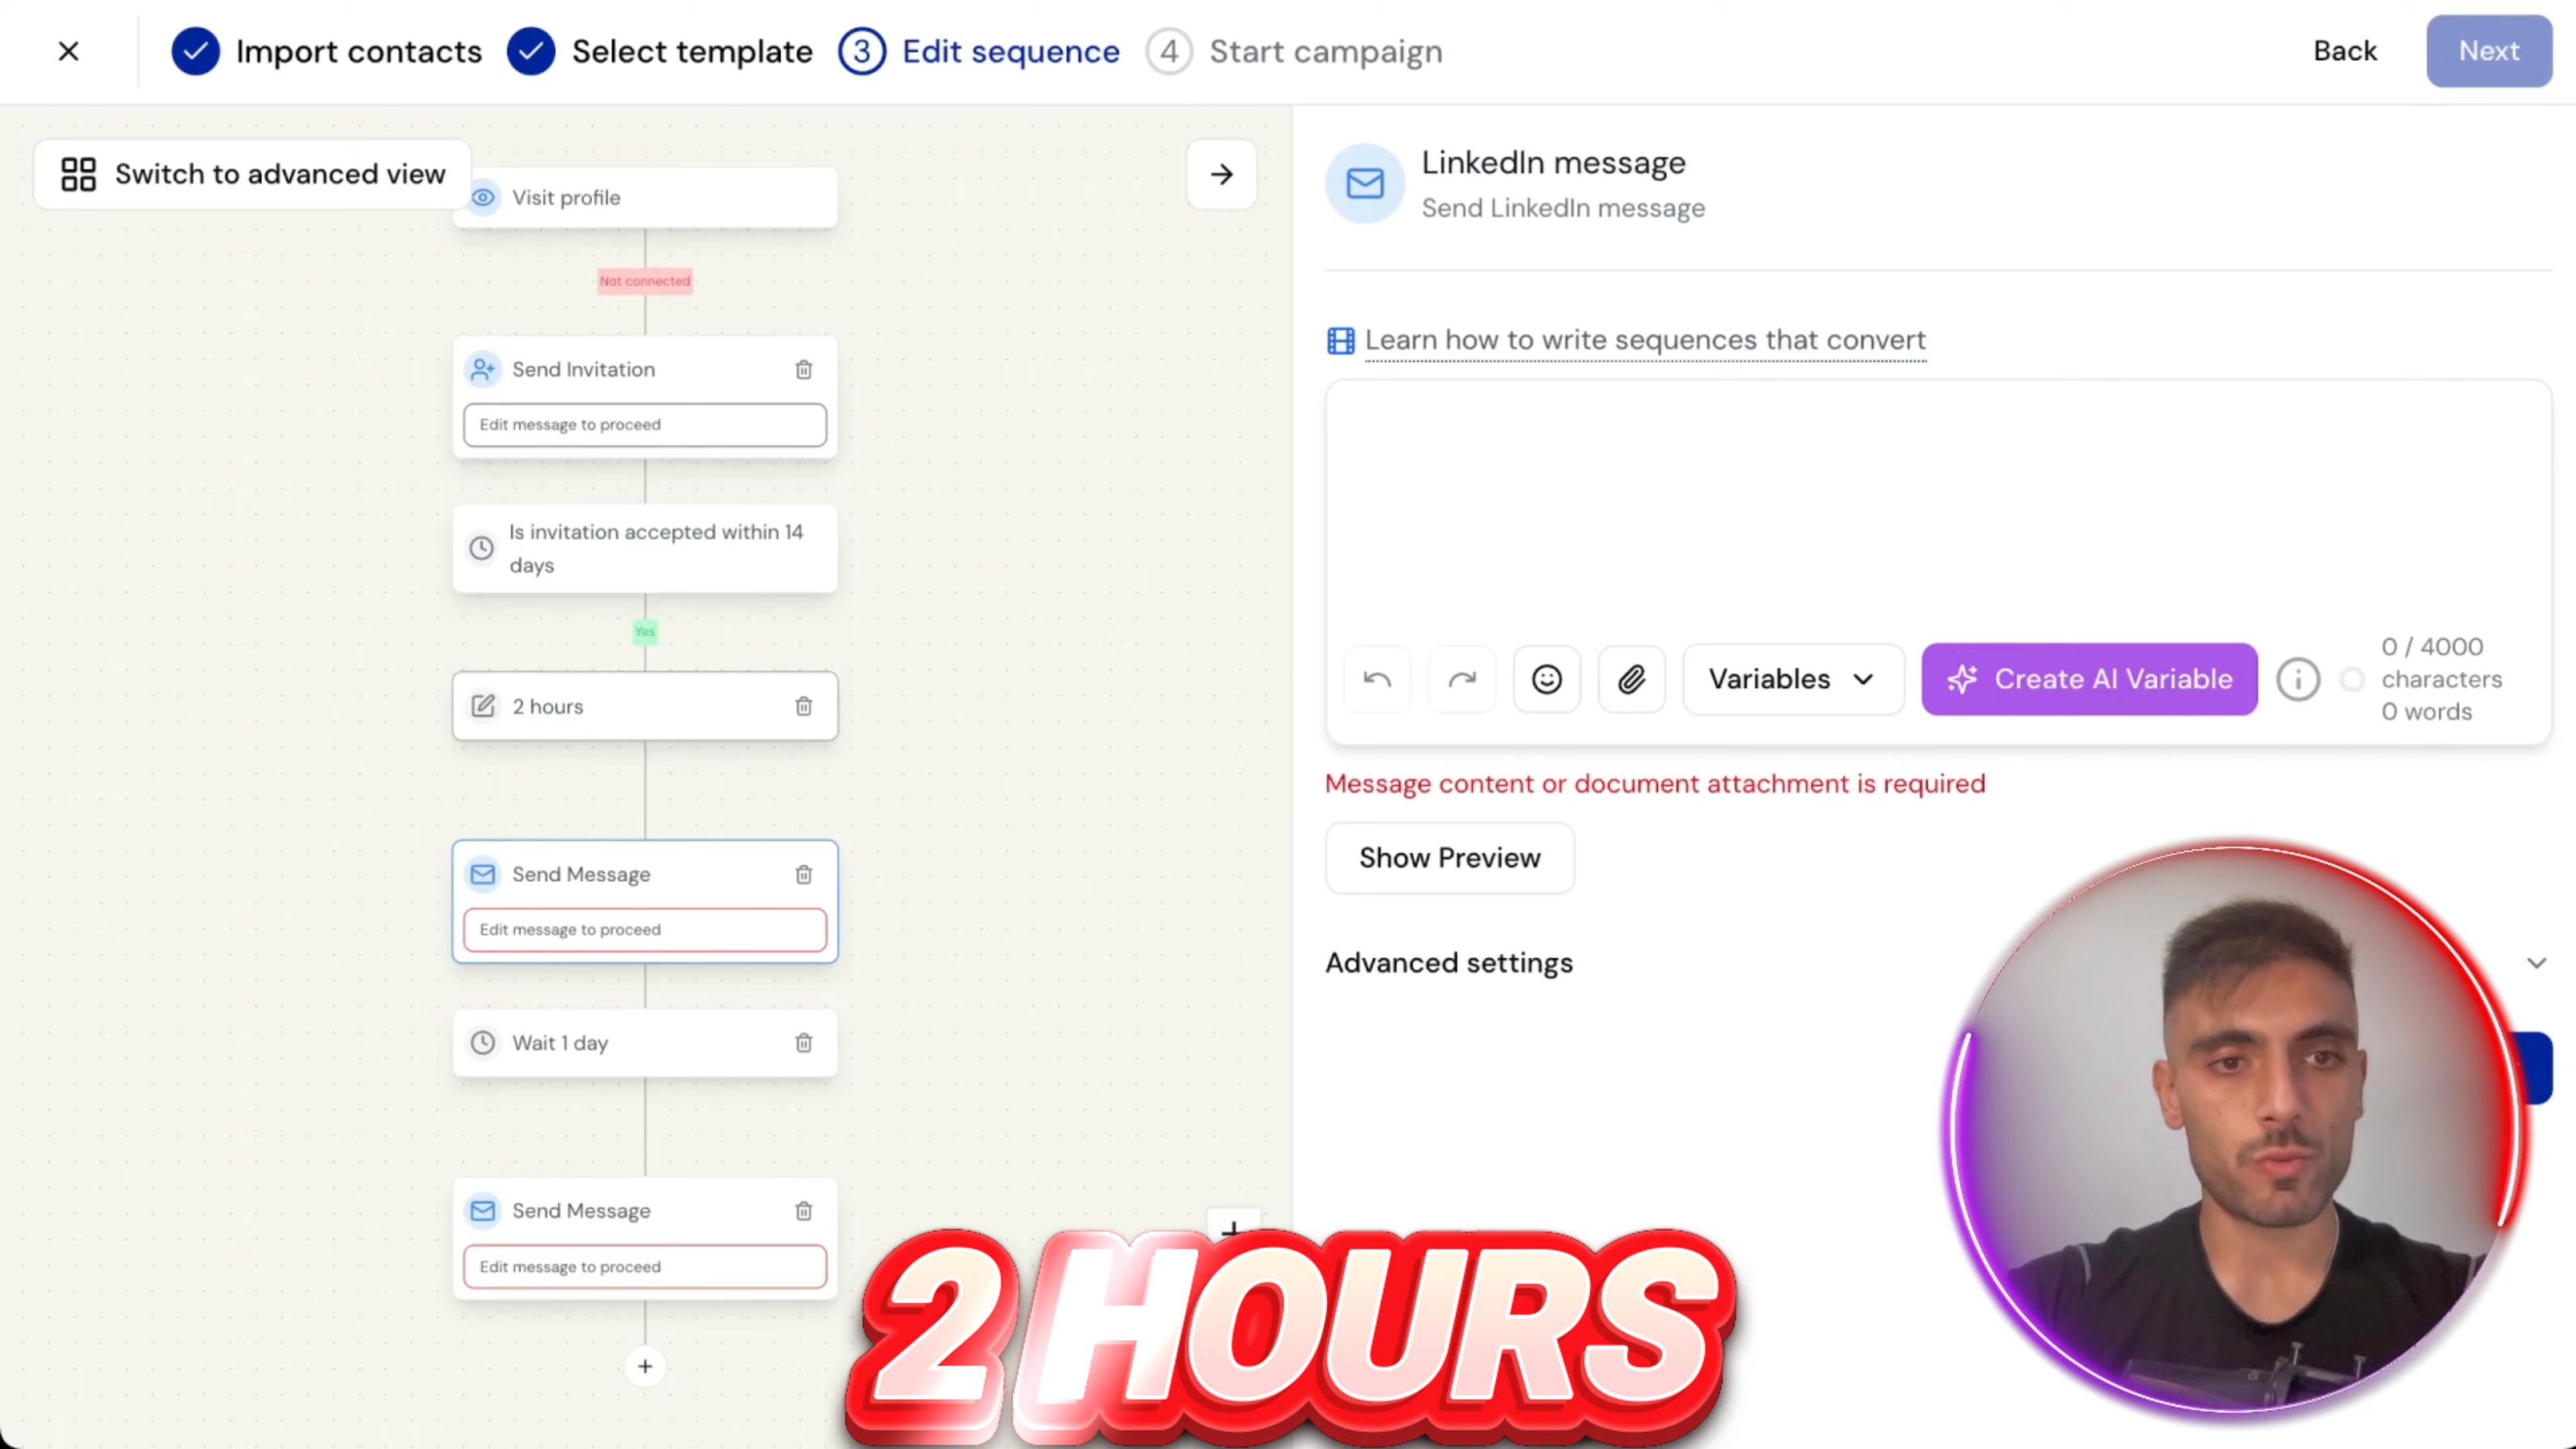 Import contacts
Select template
3 Edit sequence
4 Start campaign
Back
Next
Switch to advanced view
Visit profile
Not connected
Send Invitation
Edit message to proceed
Is invitation accepted within 14
days
Yes
2 hours
Send Message
Edit message to proceed
Wait 1 day
Send Message
Edit message to proceed
LinkedIn message
Send LinkedIn message
Learn how to write sequences that convert
Variables
Create AI Variable
0 / 4000
characters
0 words
Message content or document attachment is required
Show Preview
Advanced settings
2 HOURS